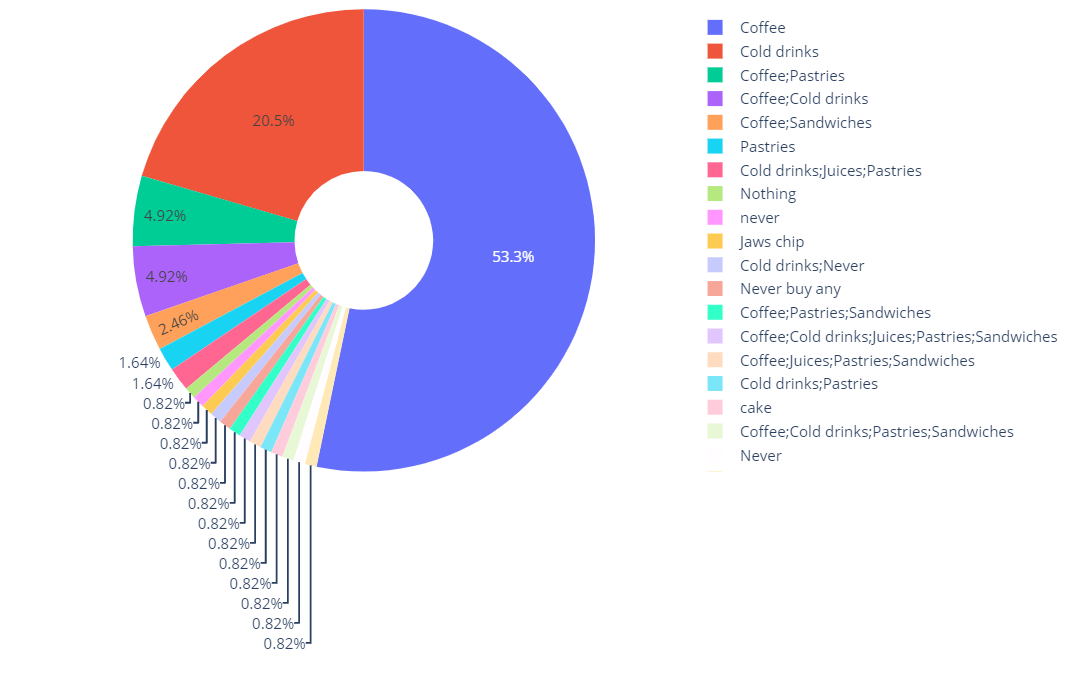 20.5%
4.92%
4.92%
2.46%
53.3%
1.64%
1.64%
0.82%
0.82%
0.82%
0.82%
0.82%
0.82%
0.82%
0.82%
0.82%
0.82%
0.82%
0.82%
0.82%
Coffee
Cold drinks
Coffee;Pastries
Coffee;Cold drinks
Coffee;Sandwiches
Pastries
Cold drinks;Juices;Pastries
Nothing
never
Jaws chip
Cold drinks;Never
Never buy any
Coffee;Pastries;Sandwiches
Coffee;Cold drinks;Juices;Pastries;Sandwiches
Coffee;Juices;Pastries;Sandwiches
Cold drinks;Pastries
cake
Coffee;Cold drinks;Pastries;Sandwiches
Never